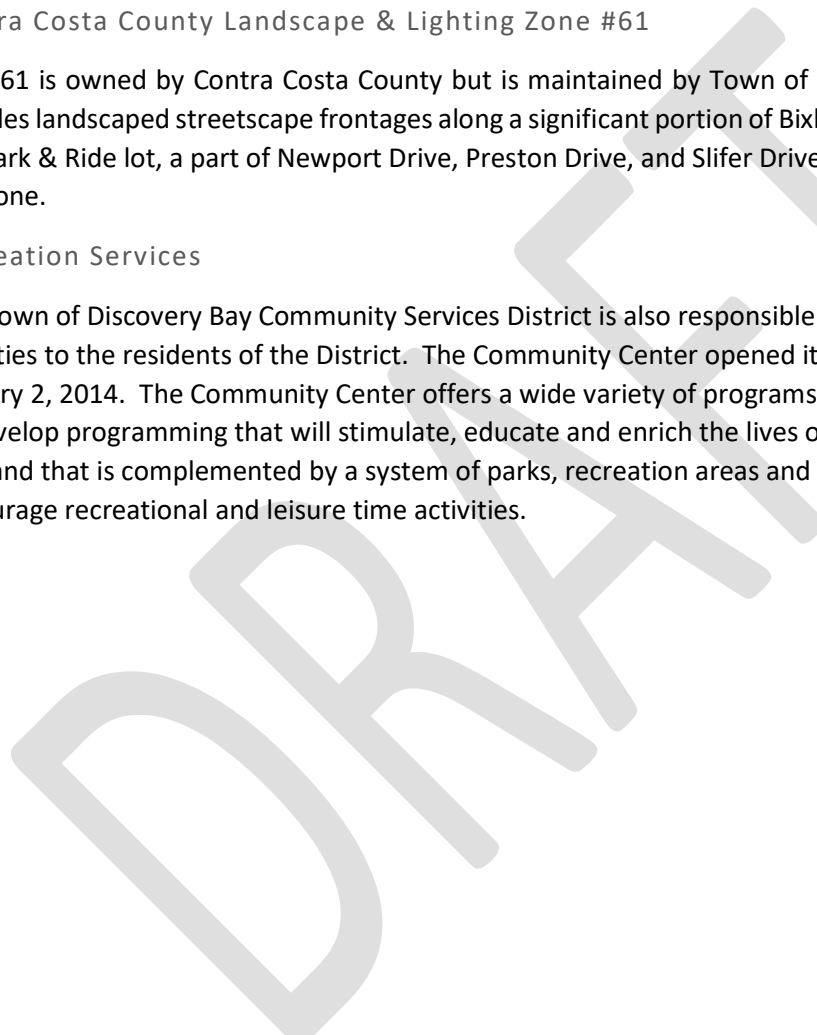 ra Costa County Landscape & Lighting Zone #61
61 is owned by Contra Costa County but is maintained by Town of
les landscaped streetscape frontages along a significant portion of Bixl
ark & Ride lot, a part of Newport Drive, Preston Drive, and Slifer Drive
one.
eation Services
own of Discovery Bay Community Services District is also responsible
ties to the residents of the District. The Community Center opened it
ry 2, 2014. The Community Center offers a wide variety of programs
velop programming that will stimulate, educate and enrich the lives o
and that is complemented by a system of parks, recreation areas and
urage recreational and leisure time activities.
DRAFT